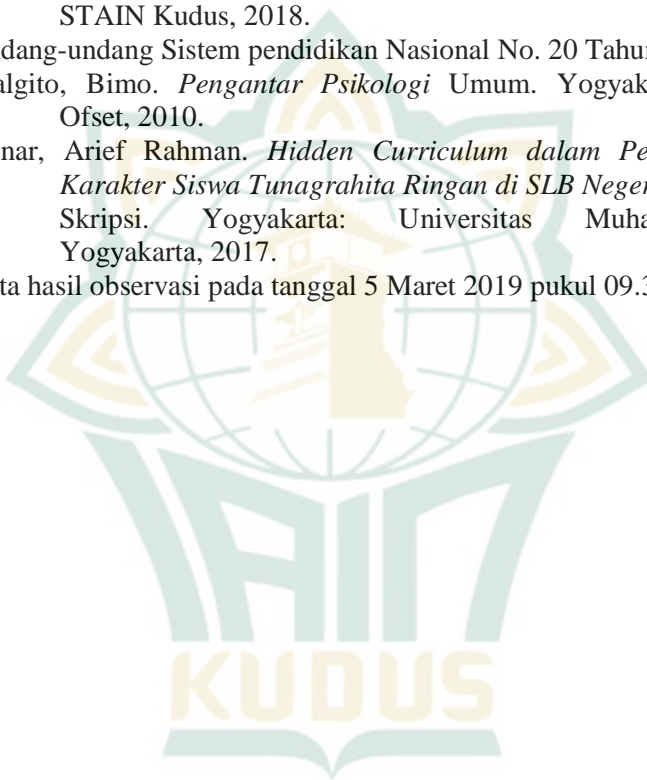 STAIN Kudus, 2018.
dang-undang Sistem pendidikan Nasional No. 20 Tahur
algito, Bimo. Pengantar Psikologi Umum. Yogyak
Ofset, 2010.
nar, Arief Rahman. Hidden Curriculum dalam Pe
Karakter Siswa Tunagrahita Ringan di SLB Neger
Skripsi. Yogyakarta: Universitas Muha
Yogyakarta, 2017.
ta hasil observasi pada tanggal 5 Maret 2019 pukul 09.3
IAIN
KUDUS